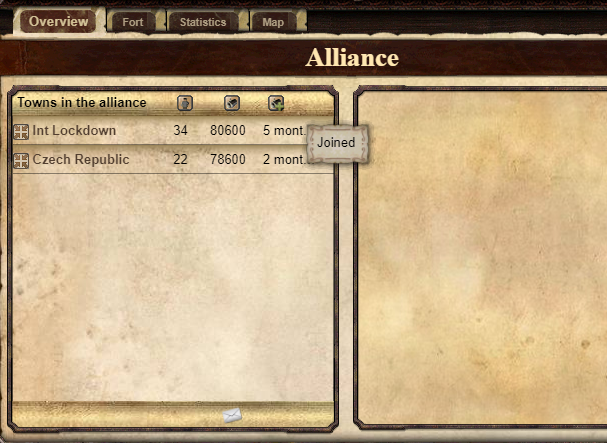 Overview Fort Statistics Map
Alliance
Towns in the alliance
Int Lockdown 34 80600 5 mont.
Joined
Czech Republic 22 78600 2 mont.